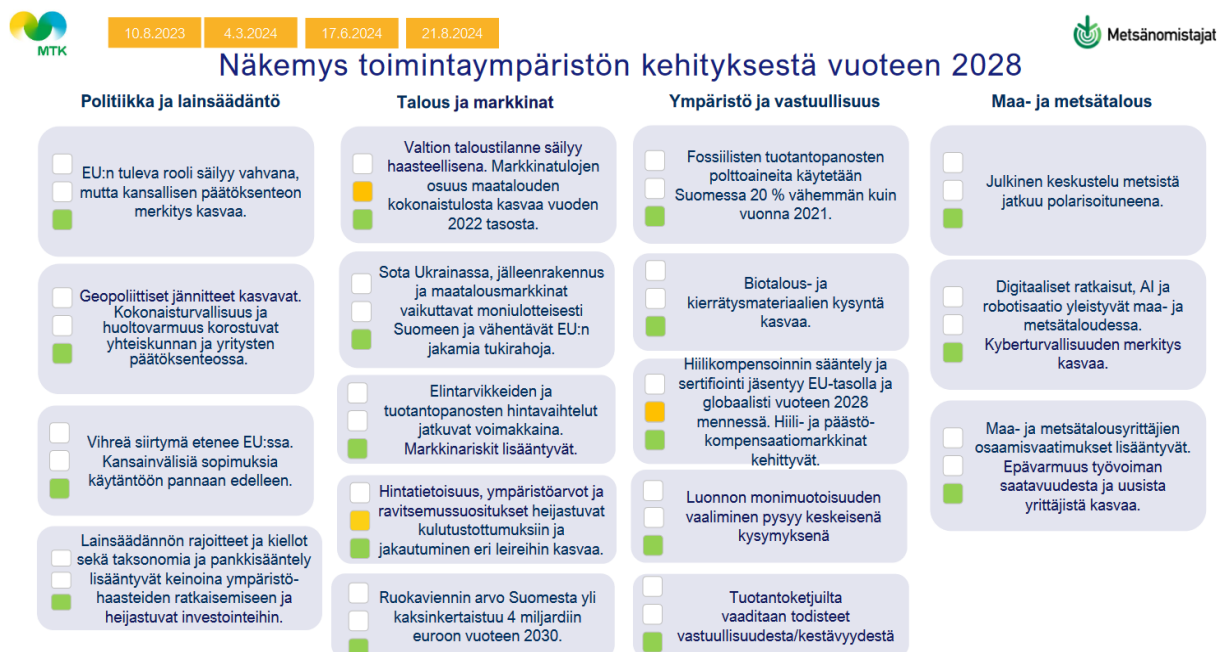 MTK
10.8.2023
4.3.2024
17.6.2024
21.8.2024
Metsänomistajat
Näkemys toimintaympäristön kehityksestä vuoteen 2028
Politiikka ja lainsäädäntö
EU:n tuleva rooli säilyy vahvana,
mutta kansallisen päätöksenteon
merkitys kasvaa.
Geopoliittiset jännitteet kasvavat.
Kokonaisturvallisuus ja
huoltovarmuus korostuvat
yhteiskunnan ja yritysten
päätöksenteossa.
Vihreä siirtymä etenee EU:ssa.
Kansainvälisiä sopimuksia
käytäntöön pannaan edelleen.
Lainsäädännön rajoitteet ja kiellot
sekä taksonomia ja pankkisääntely
lisääntyvät keinoina ympäristö-
haasteiden ratkaisemiseen ja
heijastuvat investointeihin.
Talous ja markkinat
Valtion taloustilanne säilyy
haasteellisena. Markkinatulojen
osuus maatalouden
kokonaistulosta kasvaa vuoden
2022 tasosta.
Sota Ukrainassa, jälleenrakennus
ja maatalousmarkkinat
vaikuttavat moniulotteisesti
Suomeen ja vähentävät EU:n
jakamia tukirahoja.
Elintarvikkeiden ja
tuotantopanosten hintavaihtelut
jatkuvat voimakkaina.
Markkinariskit lisääntyvät.
Hintatietoisuus, ympäristöarvot ja
ravitsemussuositukset heijastuvat
kulutustottumuksiin ja
jakautuminen eri leireihin kasvaa.
Ruokaviennin arvo Suomesta yli
kaksinkertaistuu 4 miljardiin
euroon vuoteen 2030.
Ympäristö ja vastuullisuus
Fossiilisten tuotantopanosten
polttoaineita käytetään
Suomessa 20 % vähemmän kuin
vuonna 2021.
Biotalous- ja
kierrätysmateriaalien kysyntä
kasvaa.
Hiilikompensoinnin sääntely ja
sertifiointi jäsentyy EU-tasolla ja
globaalisti vuoteen 2028
mennessä. Hiili- ja päästö-
kompensaatiomarkkinat
kehittyvät.
Luonnon monimuotoisuuden
vaaliminen pysyy keskeisenä
kysymyksenä
Tuotantoketjuilta
vaaditaan todisteet
vastuullisuudesta/kestävyydestä
Maa- ja metsätalous
Julkinen keskustelu metsistä
jatkuu polarisoituneena.
Digitaaliset ratkaisut, AI ja
robotisaatio yleistyvät maa- ja
metsätaloudessa.
Kyberturvallisuuden merkitys
kasvaa.
Maa- ja metsätalousyrittäjien
osaamisvaatimukset lisääntyvät.
Epävarmuus työvoiman
saatavuudesta ja uusista
yrittäjistä kasvaa.